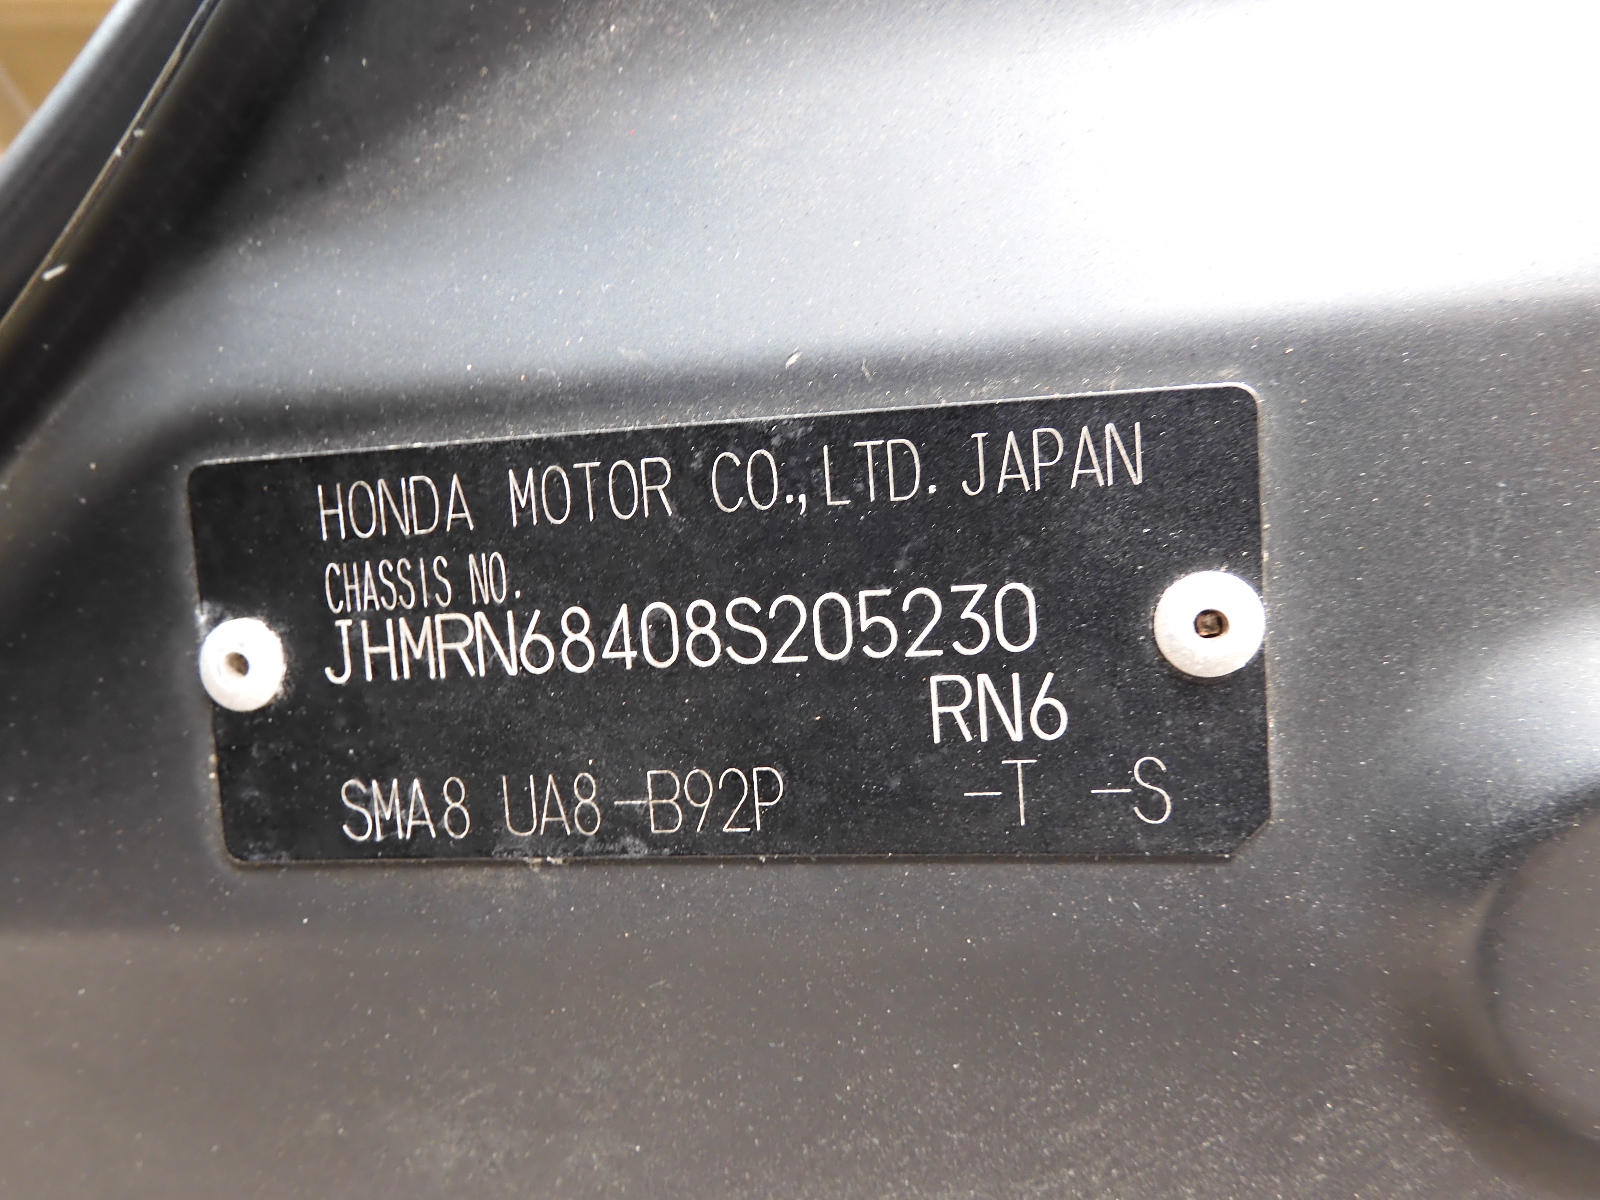 HONDA MOTOR CO.,LTD. JAPAN
CHASSIS NO.
JHMRN68408S205230
RN6
SMA8 UA8-B92P -T -S